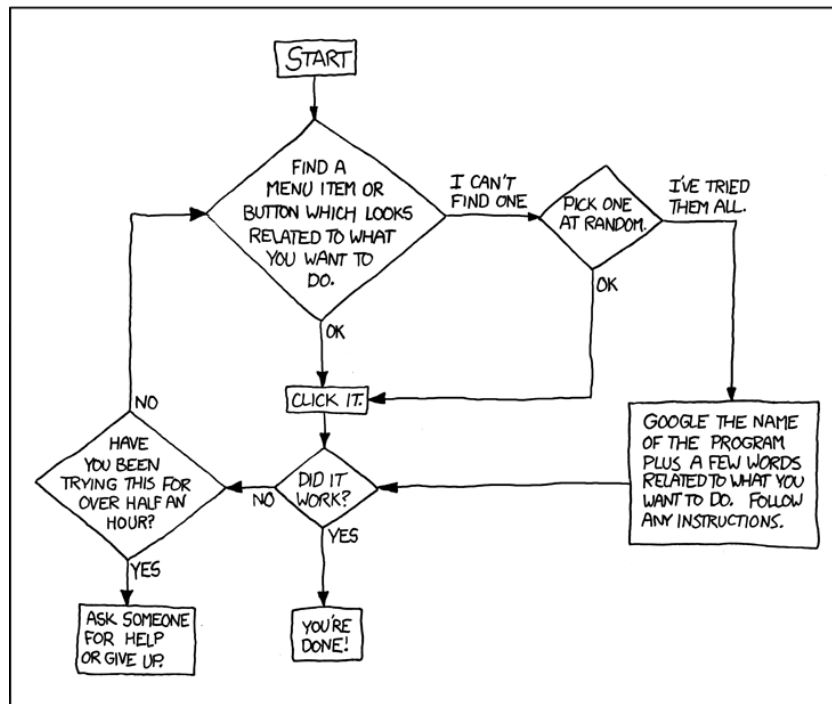 START
FIND A
MENU ITEM OR
BUTTON WHICH LOOKS
RELATED TO WHAT
YOU WANT TO
DO.
I CAN'T
FIND ONE
PICK ONE
AT RANDOM.
I'VE TRIED
THEM ALL.
OK
OK
CLICK IT.
NO
HAVE
YOU BEEN
TRYING THIS FOR
OVER HALF AN
HOUR?
NO
DID IT
WORK?
GOOGLE THE NAME
OF THE PROGRAM
PLUS A FEW WORDS
RELATED TO WHAT YOU
WANT TO DO. FOLLOW
ANY INSTRUCTIONS.
YES
YES
ASK SOMEONE
FOR HELP
OR GIVE UP.
YOU'RE
DONE!